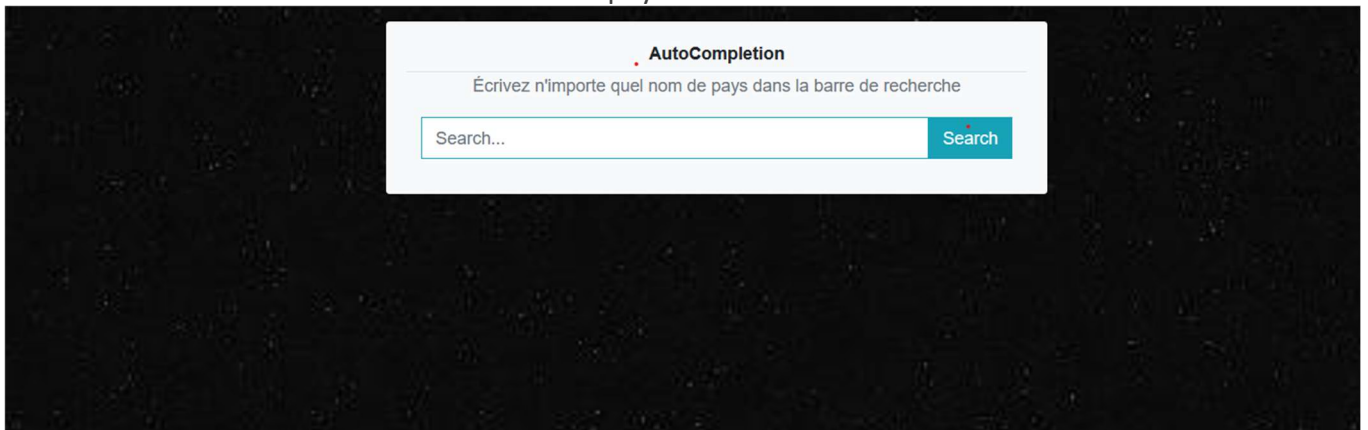 AutoCompletion
Écrivez n'importe quel nom de pays dans la barre de recherche
Search... Search